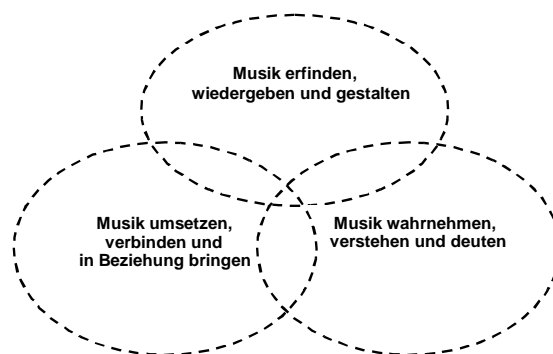 Musik erfinden,
wiedergeben und gestalten
Musik umsetzen,
verbinden und
in Beziehung bringen
Musik wahrnehmen,
verstehen und deuten